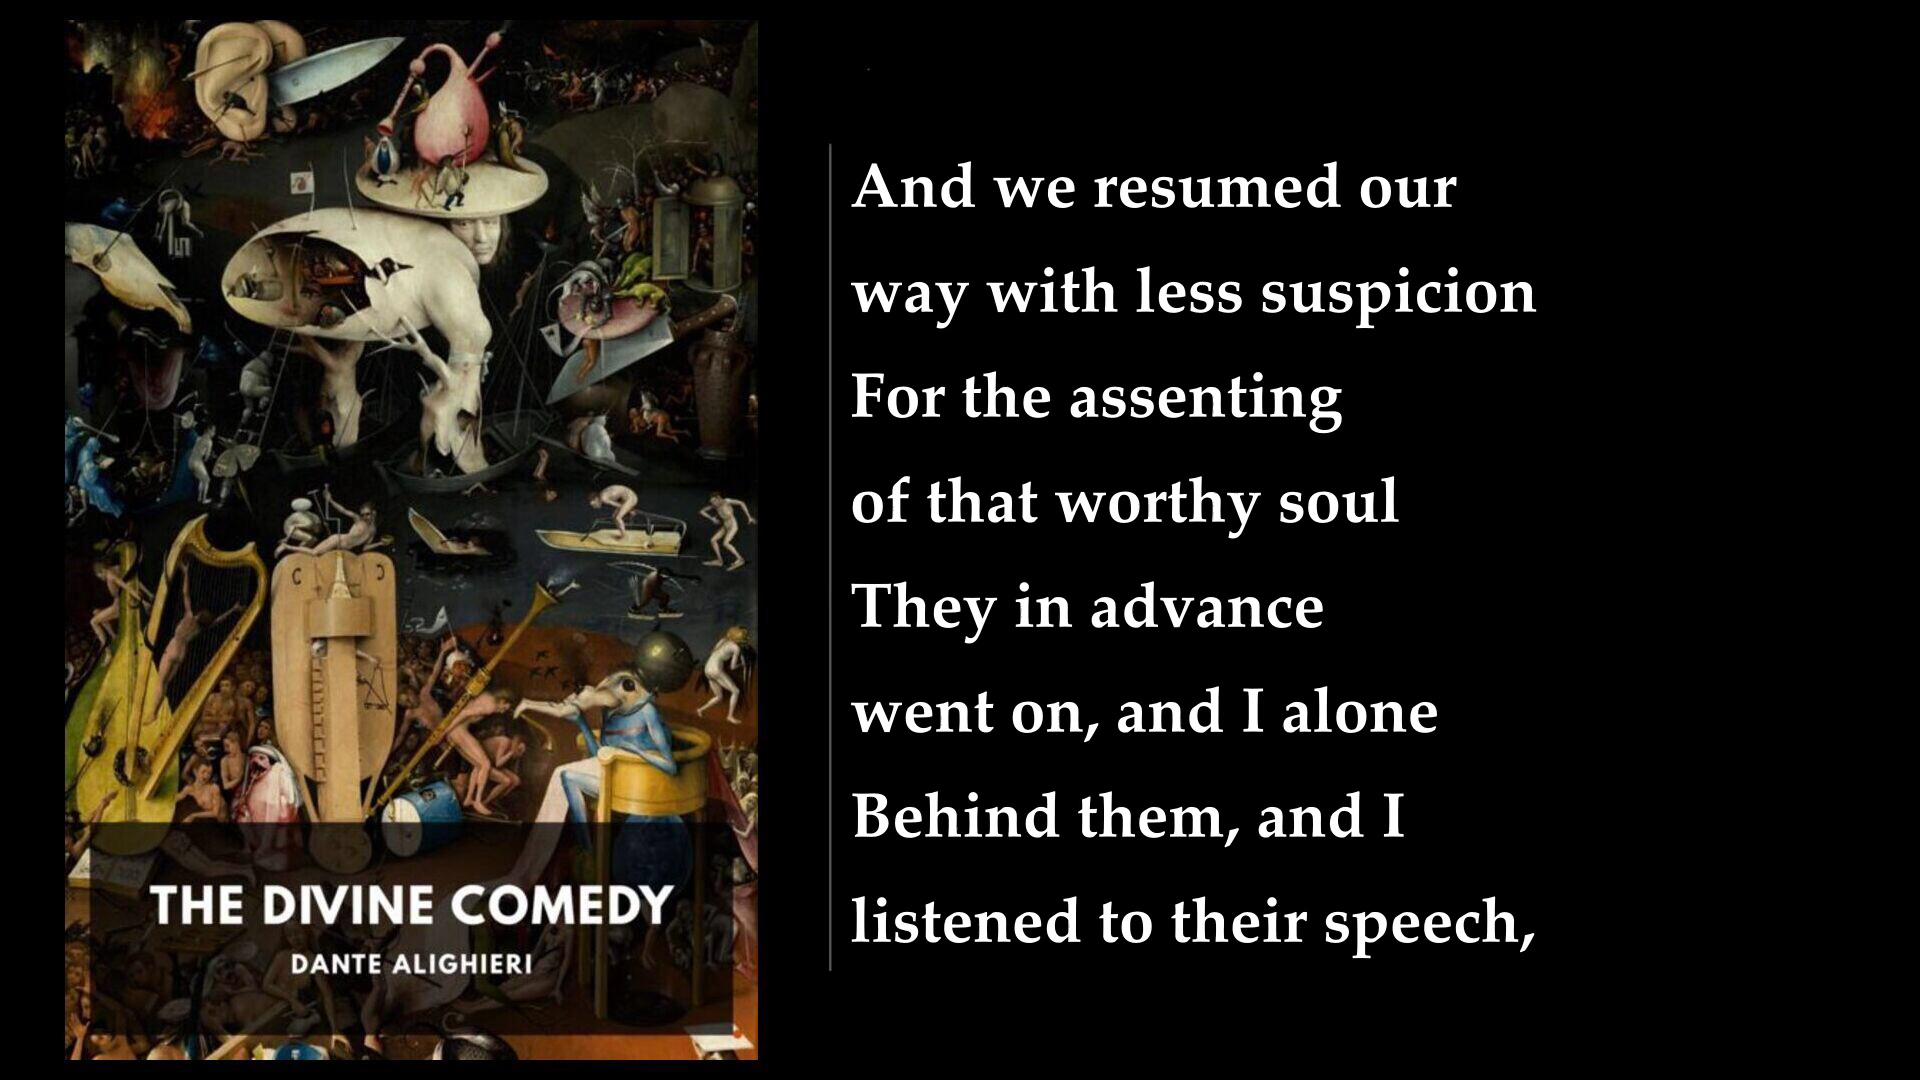 And we resumed our
way with less suspicion
For the assenting
of that worthy soul
They in advance
went on, and I alone
Behind them, and I
listened to their speech,
THE DIVINE COMEDY
DANTE ALIGHIERI